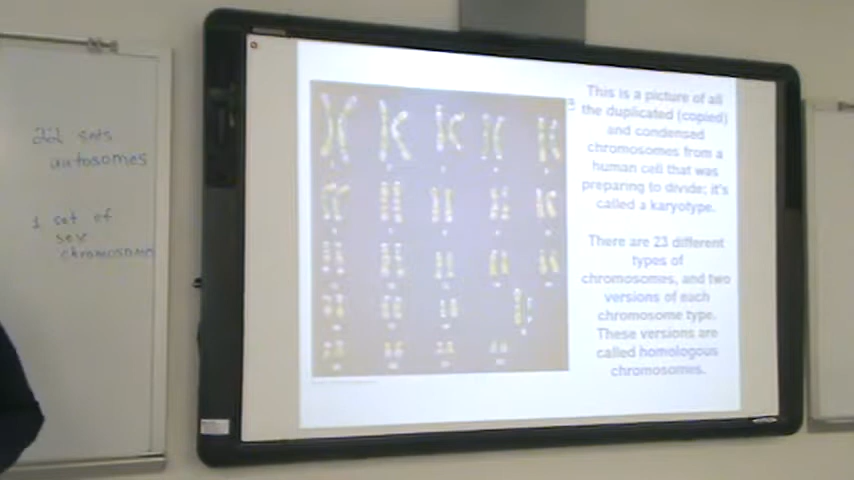 22 sets
autosomes
1 set of
sex
chromosome
This is a picture of all
the duplicated (copied)
and condensed
chromosomes from a
human cell that was
preparing to divide; it's
called a karyotype.
There are 23 different
types of
chromosomes, and two
versions of each
chromosome type.
These versions are
called homologous
chromosomes.